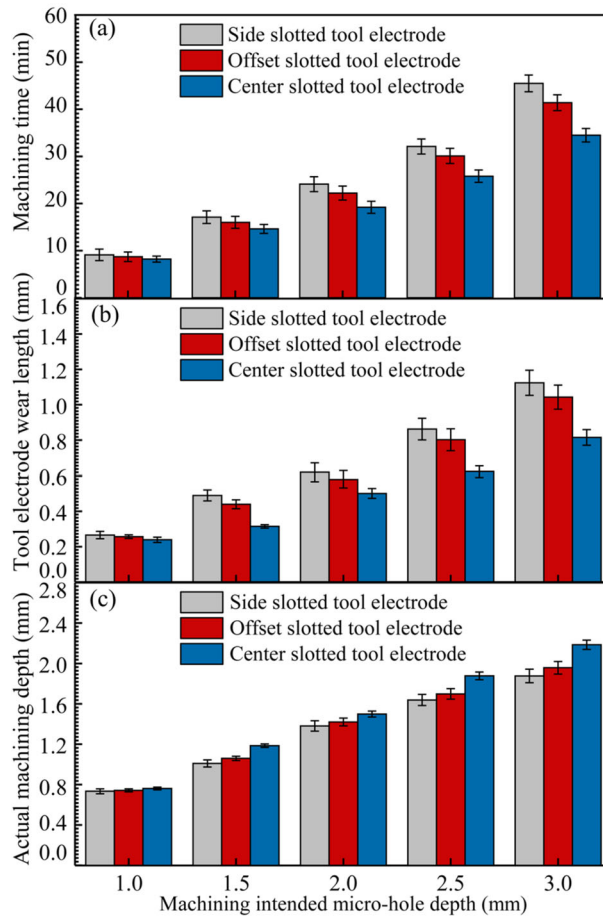 (a)
Side slotted tool electrode
Offset slotted tool electrode
Center slotted tool electrode
Machining time (min)
60
50
40
30
20
10
0
(b)
Side slotted tool electrode
Offset slotted tool electrode
Center slotted tool electrode
Tool electrode wear length (mm)
1.6
1.4
1.2
1.0
0.8
0.6
0.4
0.2
0.0
(c)
Side slotted tool electrode
Offset slotted tool electrode
Center slotted tool electrode
Actual machining depth (mm)
2.8
2.4
2.0
1.6
1.2
0.8
0.4
0.0
1.0 1.5 2.0 2.5 3.0
Machining intended micro-hole depth (mm)